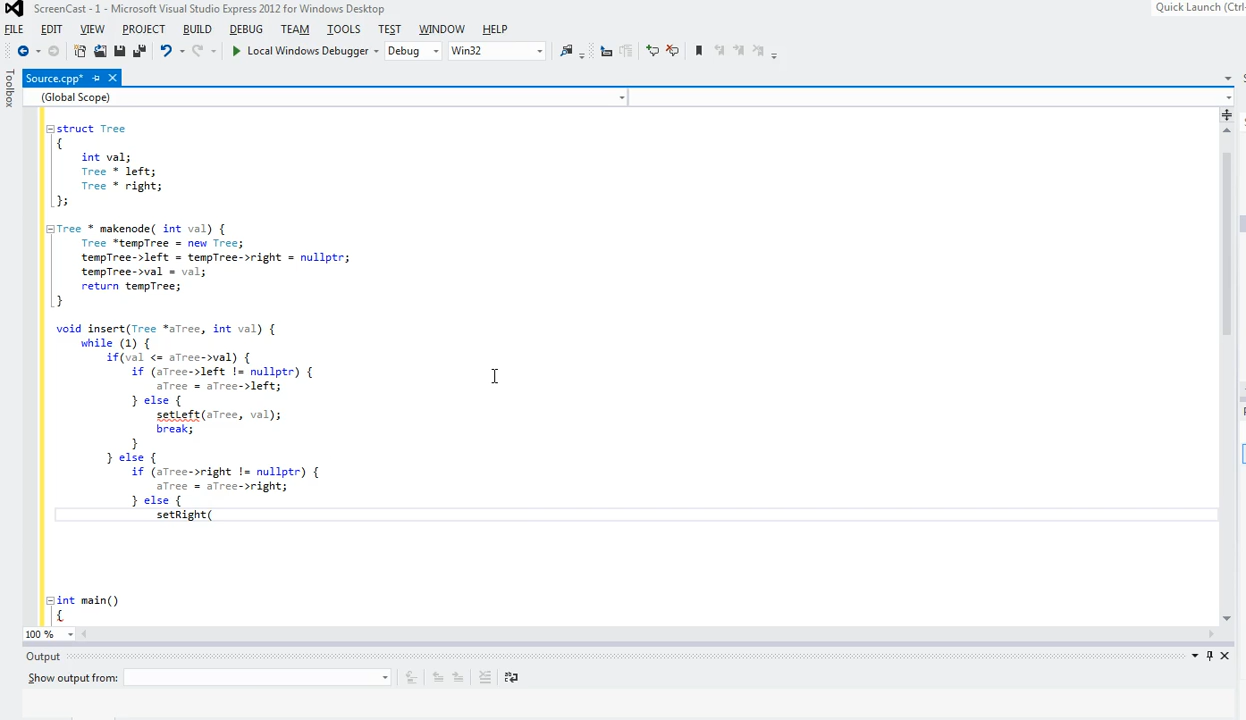 ScreenCast - 1 - Microsoft Visual Studio Express 2012 for Windows Desktop
Quick Launch (Ctrl-
FILE EDIT VIEW PROJECT BUILD DEBUG TEAM TOOLS TEST WINDOW HELP
Local Windows Debugger Debug Win32
Toolbox
Source.cpp*
(Global Scope)
struct Tree
{
int val;
Tree * left;
Tree * right;
};
Tree * makenode( int val) {
Tree *tempTree = new Tree;
tempTree->left = tempTree->right = nullptr;
tempTree->val = val;
return tempTree;
}
void insert(Tree *aTree, int val) {
while (1) {
if(val <= aTree->val) {
if (aTree->left != nullptr) {
aTree = aTree->left;
} else {
setLeft(aTree, val);
break;
}
} else {
if (aTree->right != nullptr) {
aTree = aTree->right;
} else {
setRight(
int main()
{
100 %
Output
Show output from: